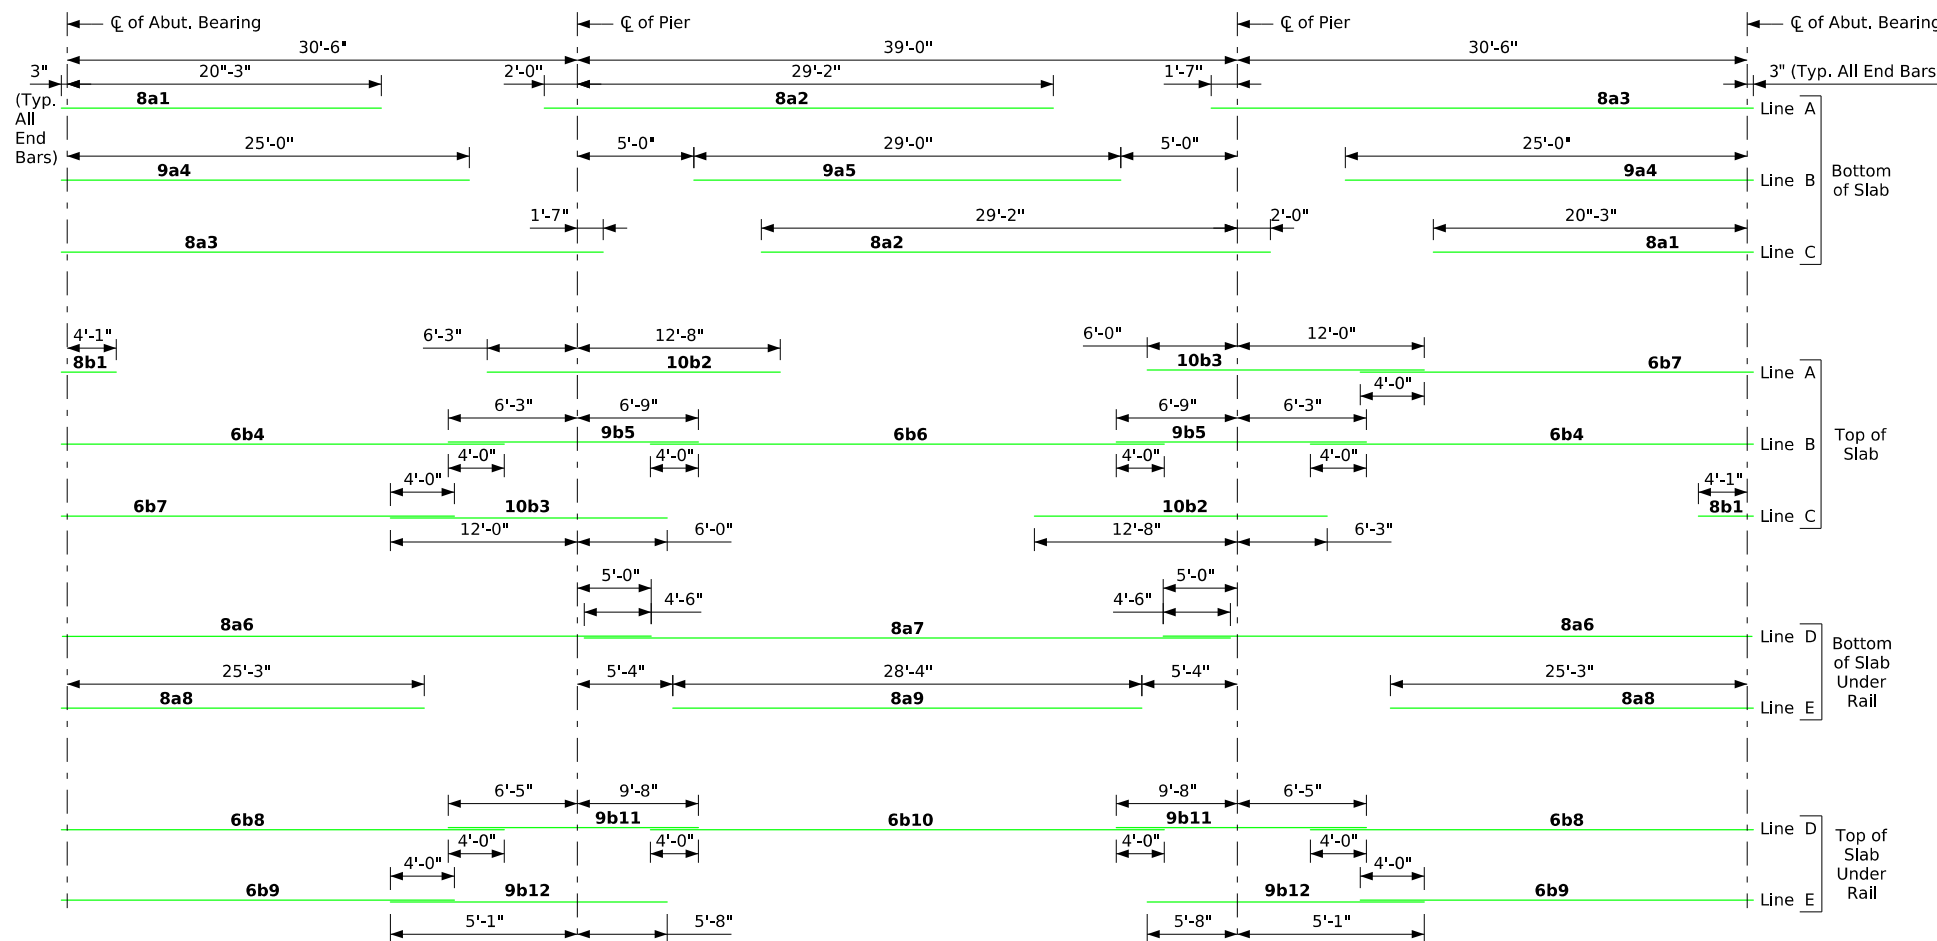 ℄ of Abut. Bearing
℄ of Pier
℄ of Pier
℄ of Abut. Bearing
30'-6"
39'-0"
30'-6"
3"
20"-3"
2'-0"
29'-2"
1'-7"
3" (Typ. All End Bars
(Typ.
All
End
Bars)
8a1
8a2
8a3
Line A
25'-0"
5'-0"
29'-0"
5'-0"
25'-0"
9a4
9a5
9a4
Line B
Bottom
of Slab
1'-7"
29'-2"
2'-0"
20"-3"
8a3
8a2
8a1
Line C
4'-1"
6'-3"
12'-8"
6'-0"
12'-0"
8b1
10b2
10b3
6b7
Line A
4'-0"
6'-3"
6'-9"
6'-9"
6'-3"
6b4
9b5
6b6
9b5
6b4
Line B
Top of
Slab
4'-0"
4'-0"
4'-0"
4'-0"
4'-0"
4'-1"
6b7
10b3
10b2
8b1
Line C
12'-0"
6'-0"
12'-8"
6'-3"
5'-0"
5'-0"
4'-6"
4'-6"
8a6
8a7
8a6
Line D
Bottom
of Slab
Under
Rail
25'-3"
5'-4"
28'-4"
5'-4"
25'-3"
8a8
8a9
8a8
Line E
6'-5"
9'-8"
9'-8"
6'-5"
6b8
9b11
6b10
9b11
6b8
Line D
Top of
Slab
Under
Rail
4'-0"
4'-0"
4'-0"
4'-0"
4'-0"
4'-0"
6b9
9b12
9b12
6b9
Line E
5'-1"
5'-8"
5'-8"
5'-1"